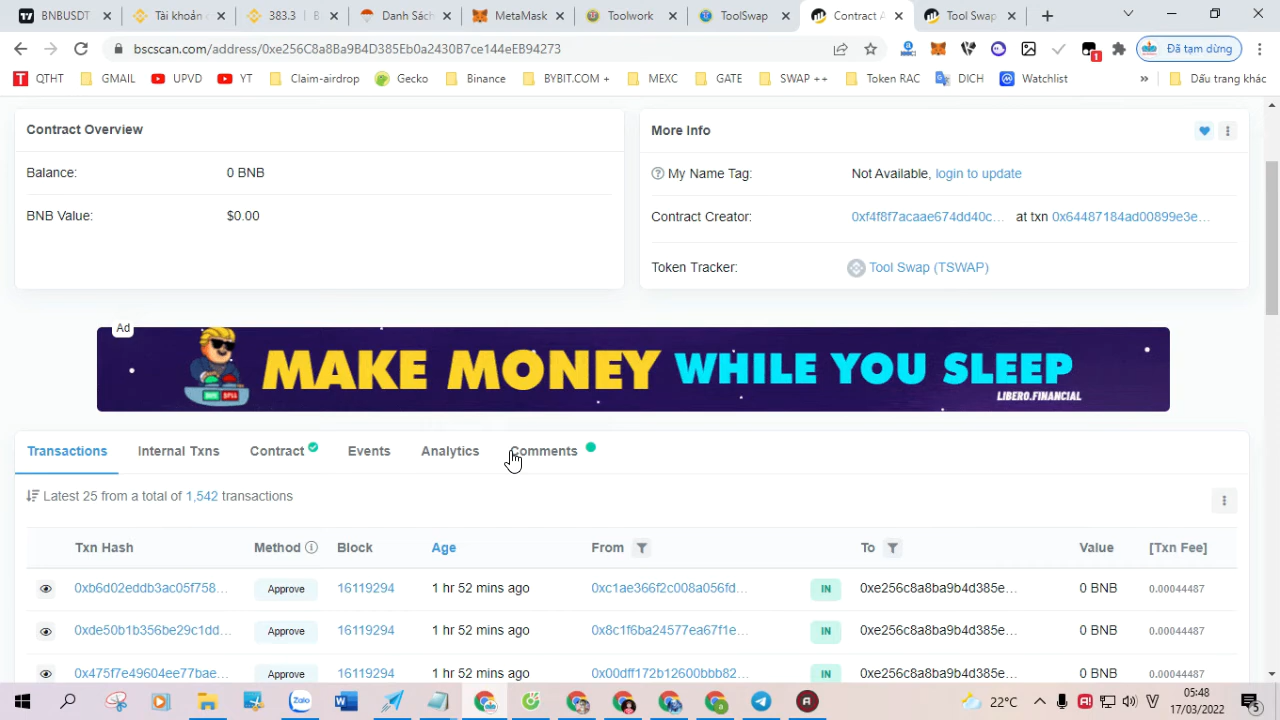 BNBUSDT
Tài khoản
383.3 | B
Danh Sácl
MetaMask
Toolwork
ToolSwap
Contract A
Tool Swap
bscscan.com/address/0xe256C8a8Ba9B4D385Eb0a2430B7ce144eEB94273
1
Đã tạm dừng
QTHT
GMAIL
UPVD
YT
Claim-airdrop
Gecko
Binance
BYBIT.COM +
MEXC
GATE
SWAP ++
Token RAC
DICH
Watchlist
»
Dấu trang khác
Contract Overview
Balance: 0 BNB
BNB Value: $0.00
More Info
My Name Tag: Not Available, login to update
Contract Creator: 0xf4f8f7acaae674dd40c... at txn 0x64487184ad00899e3e...
Token Tracker: Tool Swap (TSWAP)
Ad
MAKE MONEY WHILE YOU SLEEP
LIBERO.FINANCIAL
Transactions Internal Txns Contract Events Analytics Comments
Latest 25 from a total of 1,542 transactions
Txn Hash Method Block Age From To Value [Txn Fee]
0xb6d02eddb3ac05f758... Approve 16119294 1 hr 52 mins ago 0xc1ae366f2c008a056fd... IN 0xe256c8a8ba9b4d385e... 0 BNB 0.00044487
0xde50b1b356be29c1dd... Approve 16119294 1 hr 52 mins ago 0x8c1f6ba24577ea67f1e... IN 0xe256c8a8ba9b4d385e... 0 BNB 0.00044487
0x475f7e49604ee77bae... Approve 16119294 1 hr 52 mins ago 0x00dff172b12600bbb82... IN 0xe256c8a8ba9b4d385e... 0 BNB 0.00044487
Zalo
22°C
05:48
17/03/2022
5